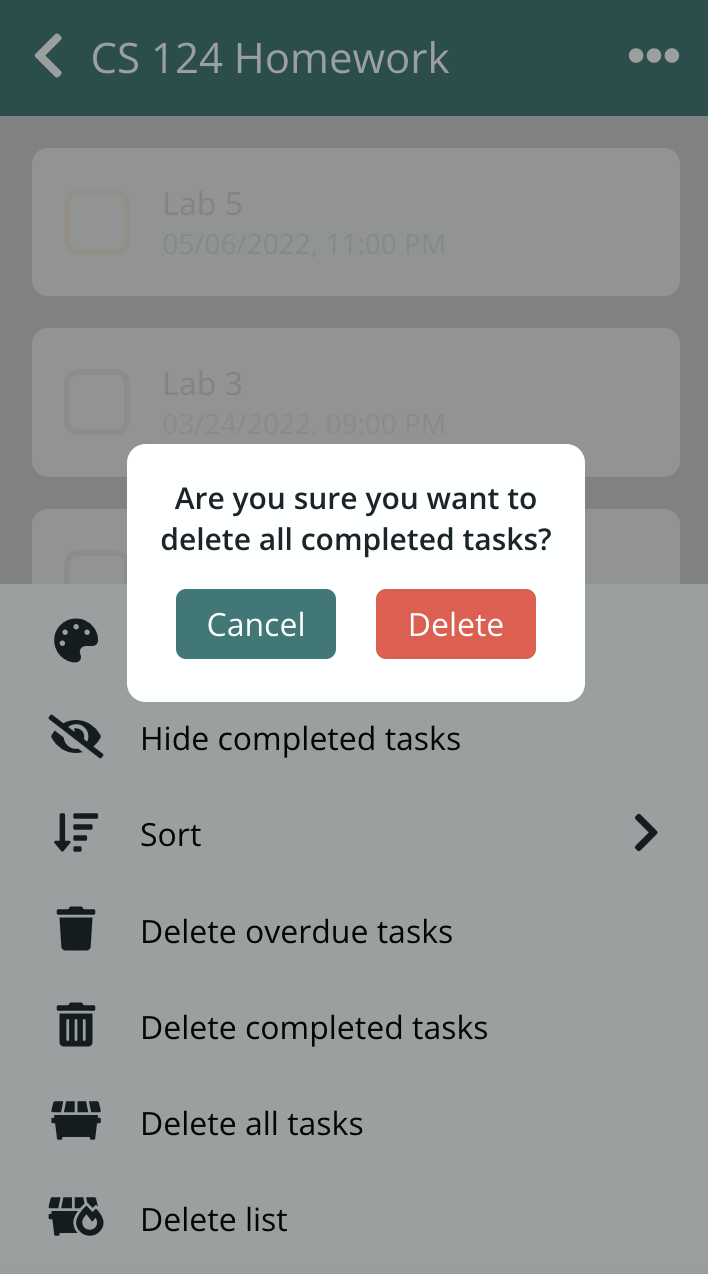 CS 124 Homework
Lab 5
05/06/2022, 11:00 PM
Lab 3
03/24/2022, 09:00 PM
Are you sure you want to
delete all completed tasks?
Cancel Delete
Hide completed tasks
Sort
Delete overdue tasks
Delete completed tasks
Delete all tasks
Delete list